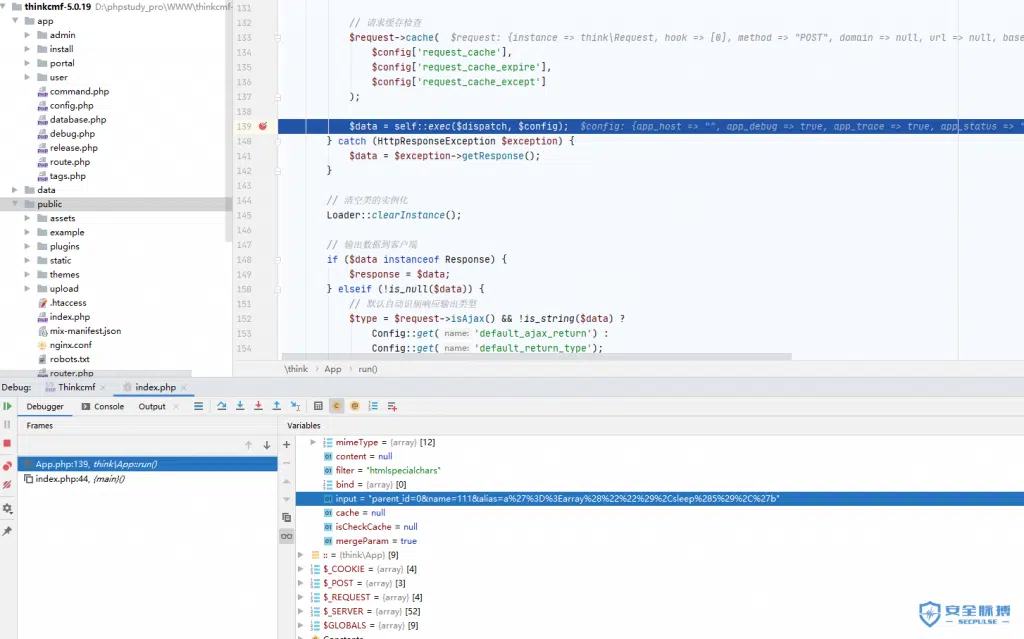 thinkcmf-5.0.19 D:\phpstudy_pro\WWW\thinkcmf-
app
admin
install
portal
user
command.php
config.php
database.php
debug.php
release.php
route.php
tags.php
data
public
assets
example
plugins
static
themes
upload
.htaccess
index.php
mix-manifest.json
nginx.conf
robots.txt
router.php
131
132 // 请求缓存检查
133 $request->cache( $request: {instance => think\Request, hook => [0], method => "POST", domain => null, url => null, base
134 $config['request_cache'],
135 $config['request_cache_expire'],
136 $config['request_cache_except']
137 );
138
139 $data = self::exec($dispatch, $config); $config: {app_host => "", app_debug => true, app_trace => true, app_status => "
140 } catch (HttpResponseException $exception) {
141 $data = $exception->getResponse();
142 }
143
144 // 清空类的实例化
145 Loader::clearInstance();
146
147 // 输出数据到客户端
148 if ($data instanceof Response) {
149 $response = $data;
150 } elseif (!is_null($data)) {
151 // 默认自动识别响应输出类型
152 $type = $request->isAjax() && !is_string($data) ?
153 Config::get( name: 'default_ajax_return') :
154 Config::get( name: 'default_return_type');
\think › App › run()
Debug: Thinkcmf × index.php ×
Debugger Console Output ×
Frames
App.php:139, think\App::run()
index.php:44, {main}()
Variables
mimeType = {array} [12]
content = null
filter = "htmlspecialchars"
bind = {array} [0]
input = "parent_id=0&name=111&alias=a%27%3D%3Earray%28%22%22%29%2Csleep%285%29%2C%27b"
cache = null
isCheckCache = null
mergeParam = true
:: = {think\App} [9]
$_COOKIE = {array} [4]
$_POST = {array} [3]
$_REQUEST = {array} [4]
$_SERVER = {array} [52]
$GLOBALS = {array} [9]
Constants
安全脉搏
SECPULSE